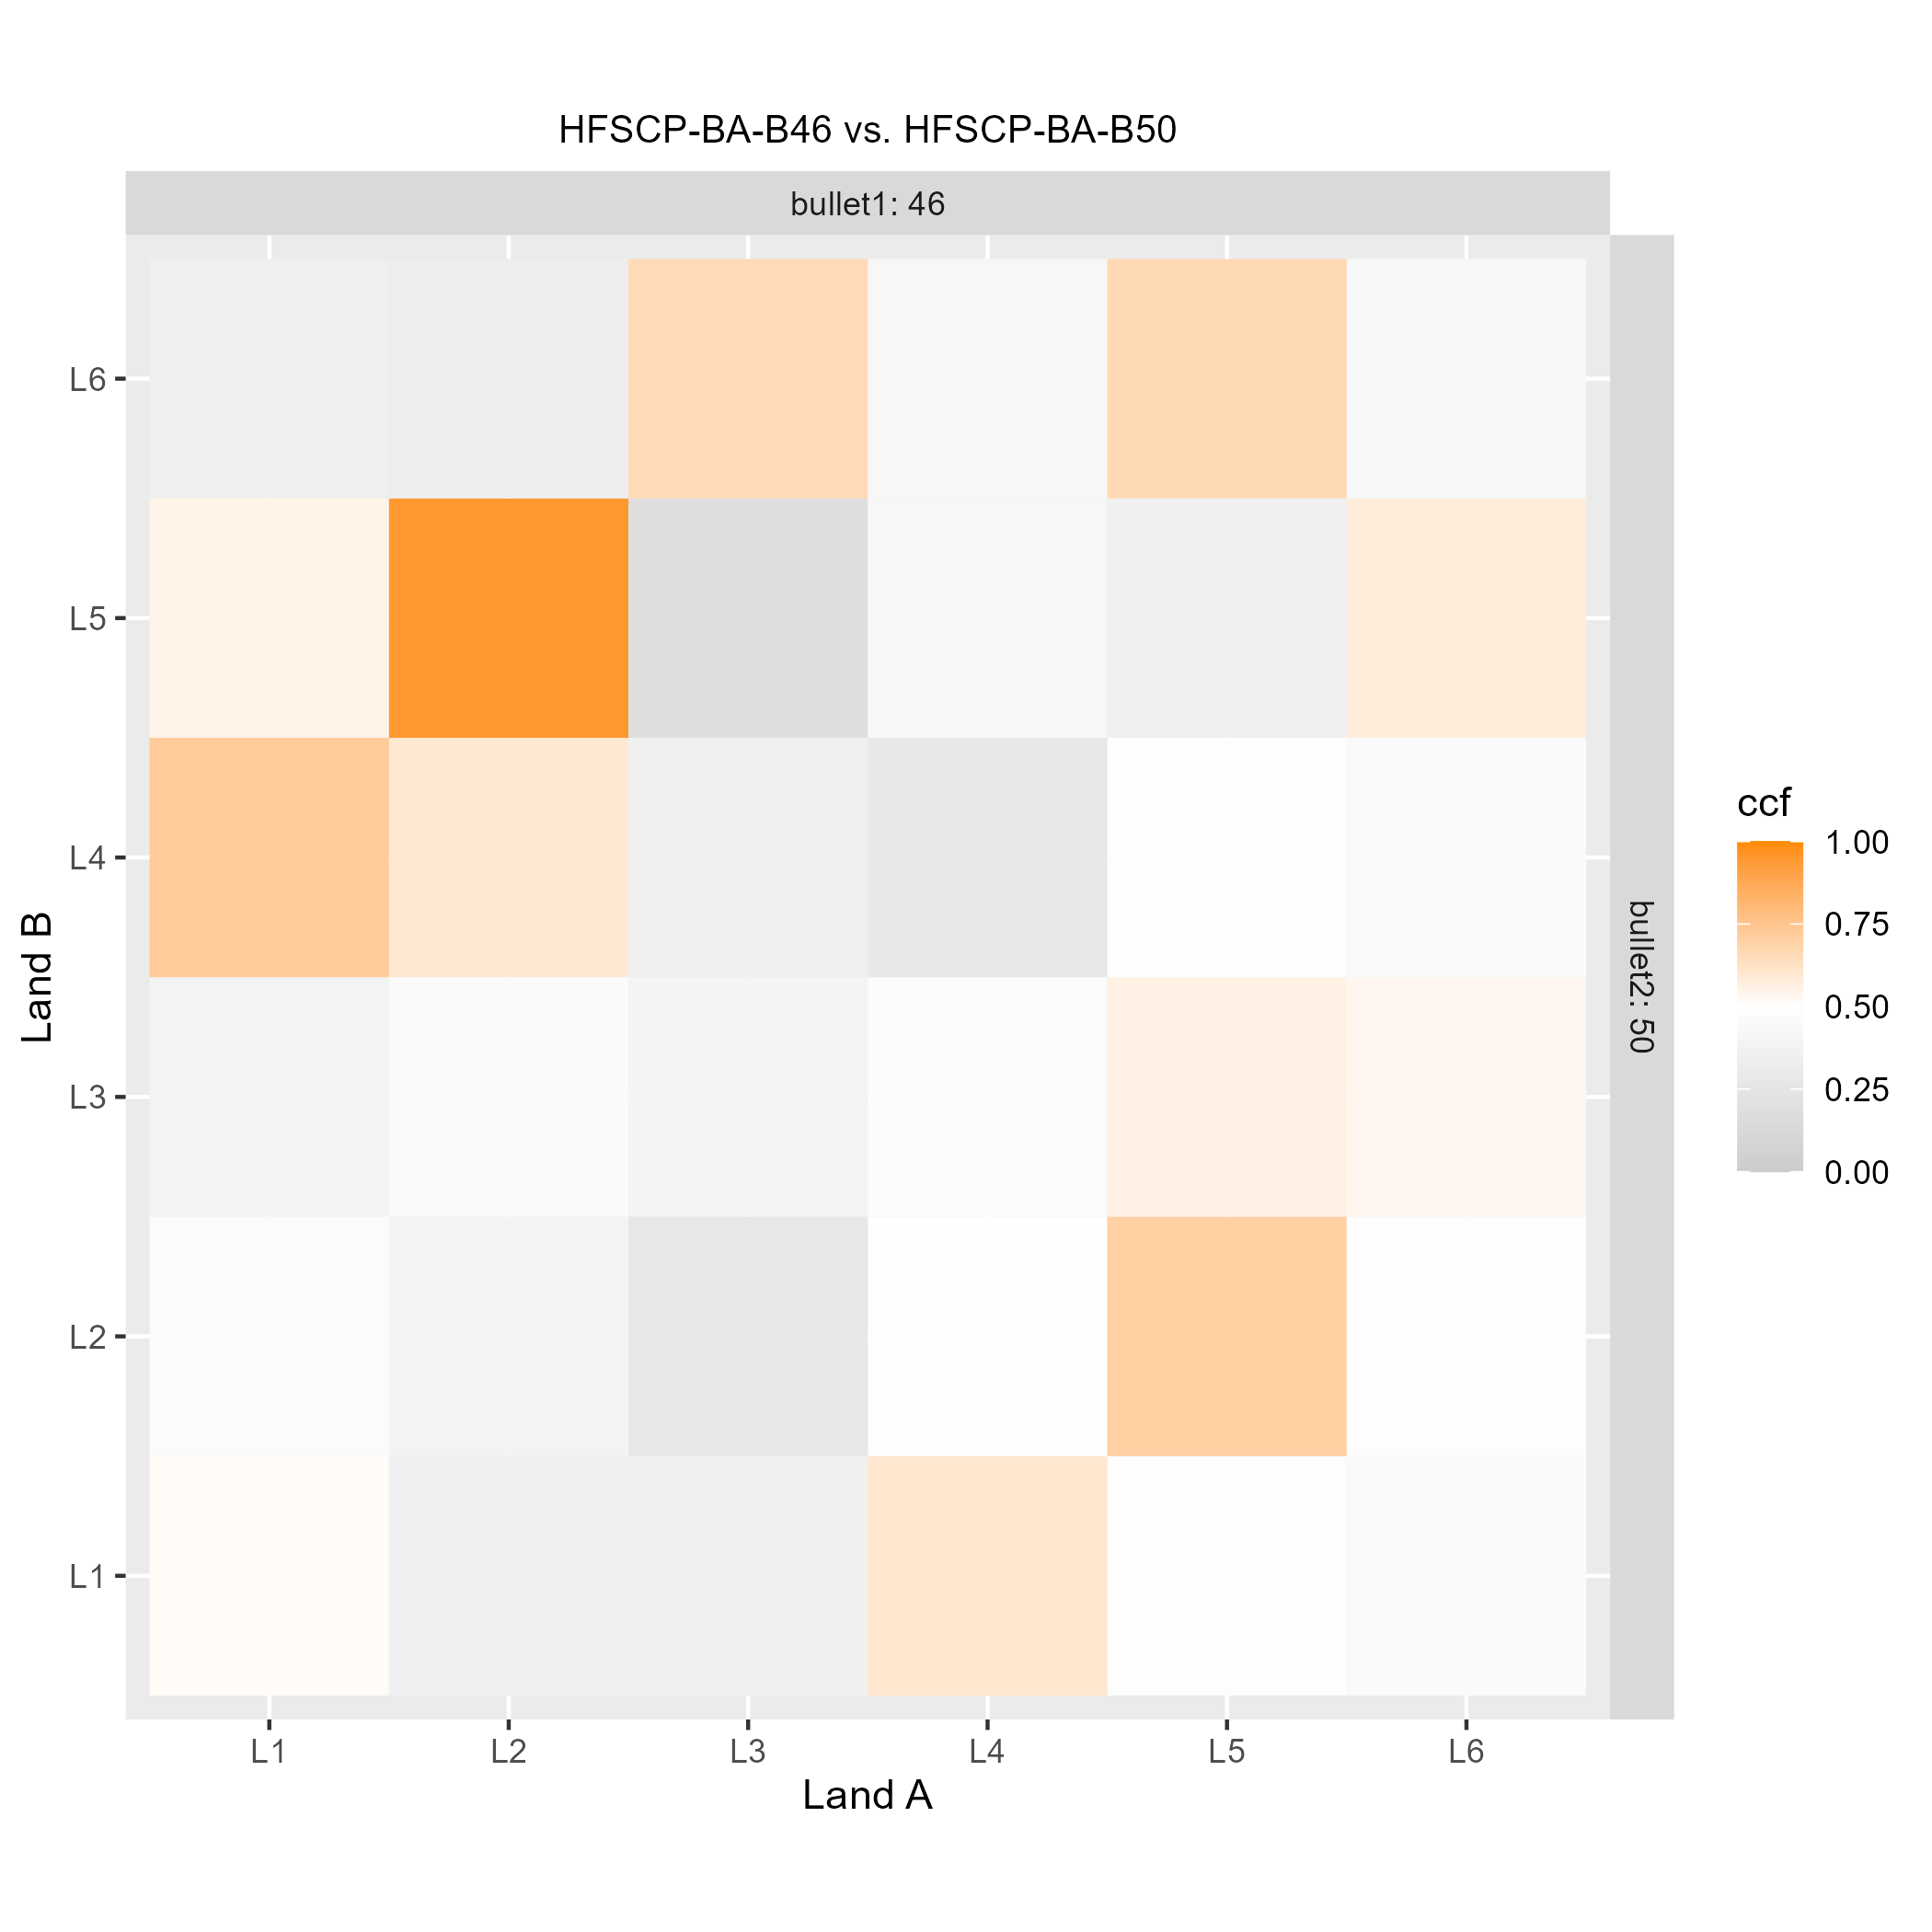 HFSCP-BA-B46 vs. HFSCP-BA-B50
bullet1: 46
L6
L5
L4
L3
L2
L1
Land B
bullet2: 50
L1 L2 L3 L4 L5 L6
Land A
ccf
1.00
0.75
0.50
0.25
0.00